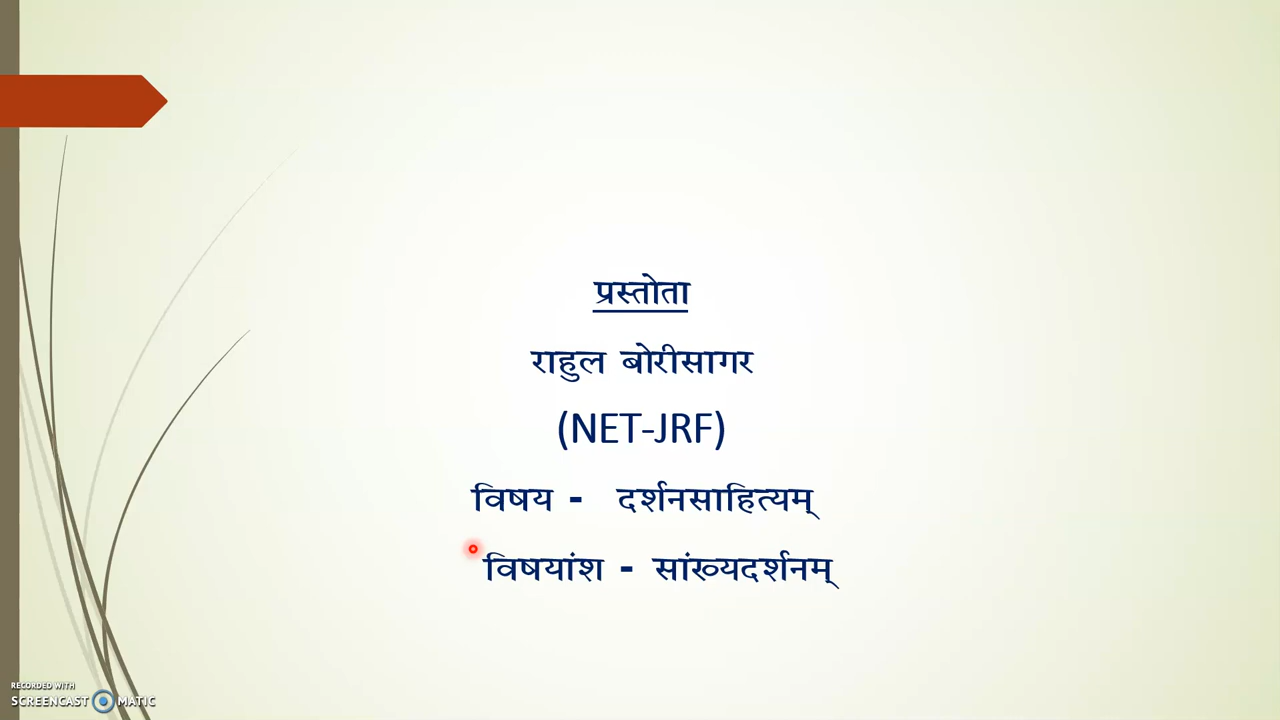 प्रस्तोता
राहुल बोरीसागर
(NET-JRF)
विषय - दर्शनसाहित्यम्
विषयांश - सांख्यदर्शनम्
RECORDED WITH
SCREENCAST MATIC